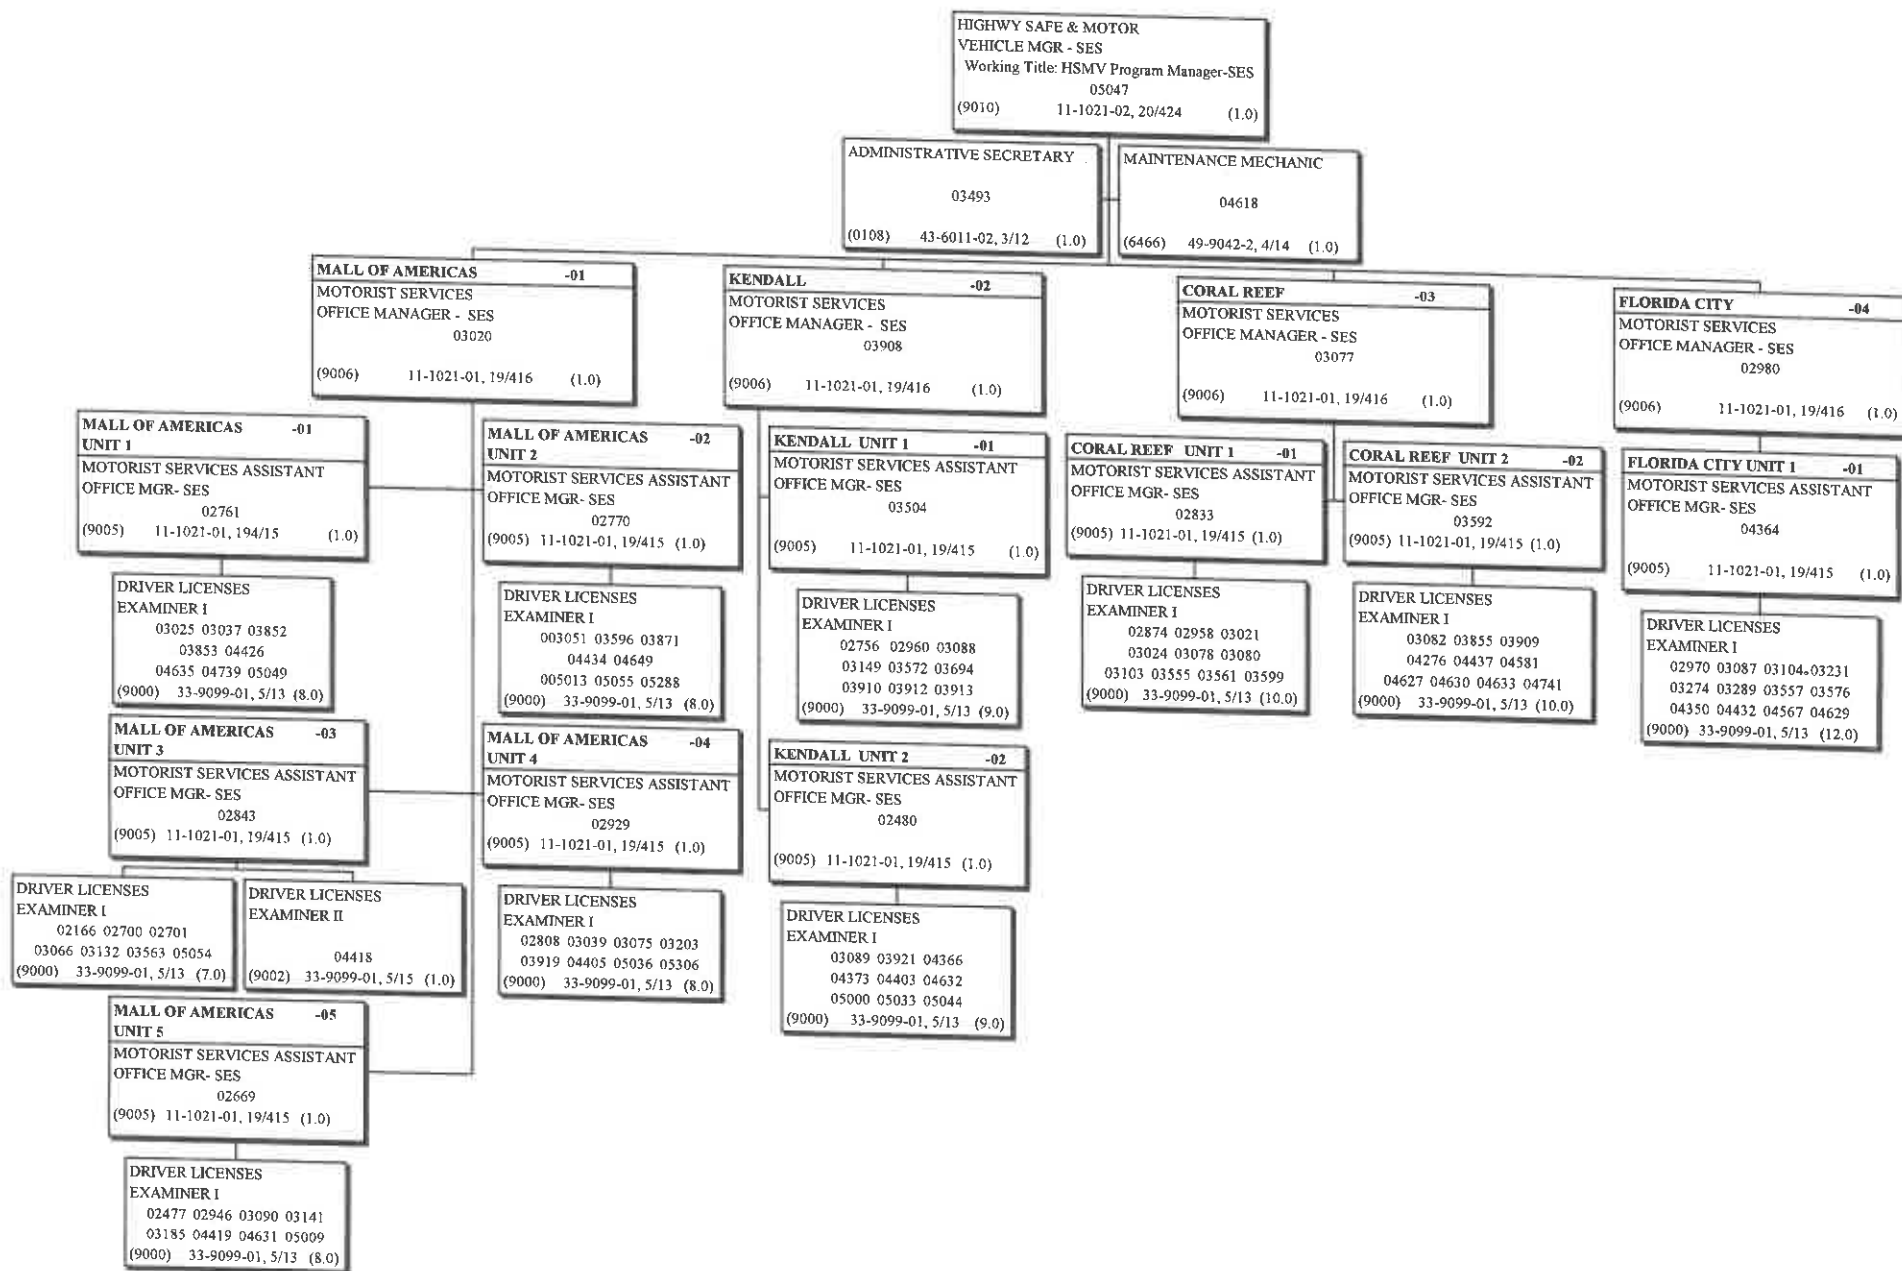 HIGHWY SAFE & MOTOR
VEHICLE MGR - SES
Working Title: HSMV Program Manager-SES
05047
(9010) 11-1021-02, 20/424 (1.0)
ADMINISTRATIVE SECRETARY
03493
(0108) 43-6011-02, 3/12 (1.0)
MAINTENANCE MECHANIC
04618
(6466) 49-9042-2, 4/14 (1.0)
MALL OF AMERICAS -01
MOTORIST SERVICES
OFFICE MANAGER - SES
03020
(9006) 11-1021-01, 19/416 (1.0)
KENDALL -02
MOTORIST SERVICES
OFFICE MANAGER - SES
03908
(9006) 11-1021-01, 19/416 (1.0)
CORAL REEF -03
MOTORIST SERVICES
OFFICE MANAGER - SES
03077
(9006) 11-1021-01, 19/416 (1.0)
FLORIDA CITY -04
MOTORIST SERVICES
OFFICE MANAGER - SES
02980
(9006) 11-1021-01, 19/416 (1.0)
MALL OF AMERICAS -01
UNIT 1
MOTORIST SERVICES ASSISTANT
OFFICE MGR- SES
02761
(9005) 11-1021-01, 194/15 (1.0)
MALL OF AMERICAS -02
UNIT 2
MOTORIST SERVICES ASSISTANT
OFFICE MGR- SES
02770
(9005) 11-1021-01, 19/415 (1.0)
KENDALL UNIT 1 -01
MOTORIST SERVICES ASSISTANT
OFFICE MGR- SES
03504
(9005) 11-1021-01, 19/415 (1.0)
CORAL REEF UNIT 1 -01
MOTORIST SERVICES ASSISTANT
OFFICE MGR- SES
02833
(9005) 11-1021-01, 19/415 (1.0)
CORAL REEF UNIT 2 -02
MOTORIST SERVICES ASSISTANT
OFFICE MGR- SES
03592
(9005) 11-1021-01, 19/415 (1.0)
FLORIDA CITY UNIT 1 -01
MOTORIST SERVICES ASSISTANT
OFFICE MGR- SES
04364
(9005) 11-1021-01, 19/415 (1.0)
DRIVER LICENSES
EXAMINER I
03025 03037 03852
03853 04426
04635 04739 05049
(9000) 33-9099-01, 5/13 (8.0)
DRIVER LICENSES
EXAMINER I
003051 03596 03871
04434 04649
005013 05055 05288
(9000) 33-9099-01, 5/13 (8.0)
DRIVER LICENSES
EXAMINER I
02756 02960 03088
03149 03572 03694
03910 03912 03913
(9000) 33-9099-01, 5/13 (9.0)
DRIVER LICENSES
EXAMINER I
02874 02958 03021
03024 03078 03080
03103 03555 03561 03599
(9000) 33-9099-01, 5/13 (10.0)
DRIVER LICENSES
EXAMINER I
03082 03855 03909
04276 04437 04581
04627 04630 04633 04741
(9000) 33-9099-01, 5/13 (10.0)
DRIVER LICENSES
EXAMINER I
02970 03087 03104 03231
03274 03289 03557 03576
04350 04432 04567 04629
(9000) 33-9099-01, 5/13 (12.0)
MALL OF AMERICAS -03
UNIT 3
MOTORIST SERVICES ASSISTANT
OFFICE MGR- SES
02843
(9005) 11-1021-01, 19/415 (1.0)
MALL OF AMERICAS -04
UNIT 4
MOTORIST SERVICES ASSISTANT
OFFICE MGR- SES
02929
(9005) 11-1021-01, 19/415 (1.0)
KENDALL UNIT 2 -02
MOTORIST SERVICES ASSISTANT
OFFICE MGR- SES
02480
(9005) 11-1021-01, 19/415 (1.0)
DRIVER LICENSES
EXAMINER I
02166 02700 02701
03066 03132 03563 05054
(9000) 33-9099-01, 5/13 (7.0)
DRIVER LICENSES
EXAMINER II
04418
(9002) 33-9099-01, 5/15 (1.0)
DRIVER LICENSES
EXAMINER I
02808 03039 03075 03203
03919 04405 05036 05306
(9000) 33-9099-01, 5/13 (8.0)
DRIVER LICENSES
EXAMINER I
03089 03921 04366
04373 04403 04632
05000 05033 05044
(9000) 33-9099-01, 5/13 (9.0)
MALL OF AMERICAS -05
UNIT 5
MOTORIST SERVICES ASSISTANT
OFFICE MGR- SES
02669
(9005) 11-1021-01, 19/415 (1.0)
DRIVER LICENSES
EXAMINER I
02477 02946 03090 03141
03185 04419 04631 05009
(9000) 33-9099-01, 5/13 (8.0)